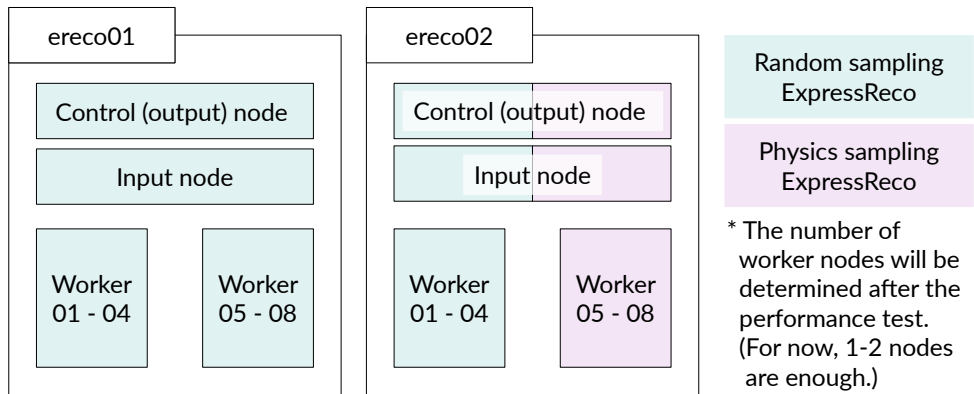 ereco01
Control (output) node
Input node
Worker
01 - 04
Worker
05 - 08
ereco02
Control (output) node
Input node
Worker
01 - 04
Worker
05 - 08
Random sampling
ExpressReco
Physics sampling
ExpressReco
* The number of
worker nodes will be
determined after the
performance test.
(For now, 1-2 nodes
are enough.)